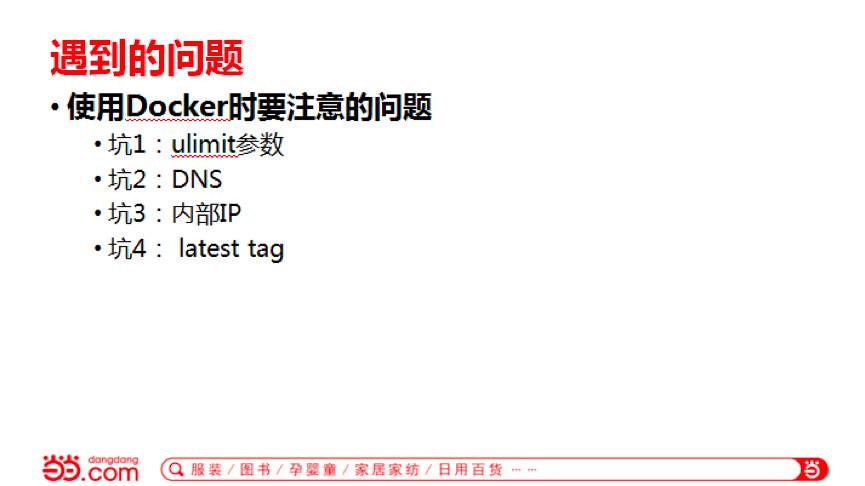 遇到的问题
• 使用Docker时要注意的问题
• 坑1：ulimit参数
• 坑2：DNS
• 坑3：内部IP
• 坑4： latest tag
当当 dangdang
.com
服装 / 图书 / 孕婴童 / 家居家纺 / 日用百货 ⋯ ⋯
当